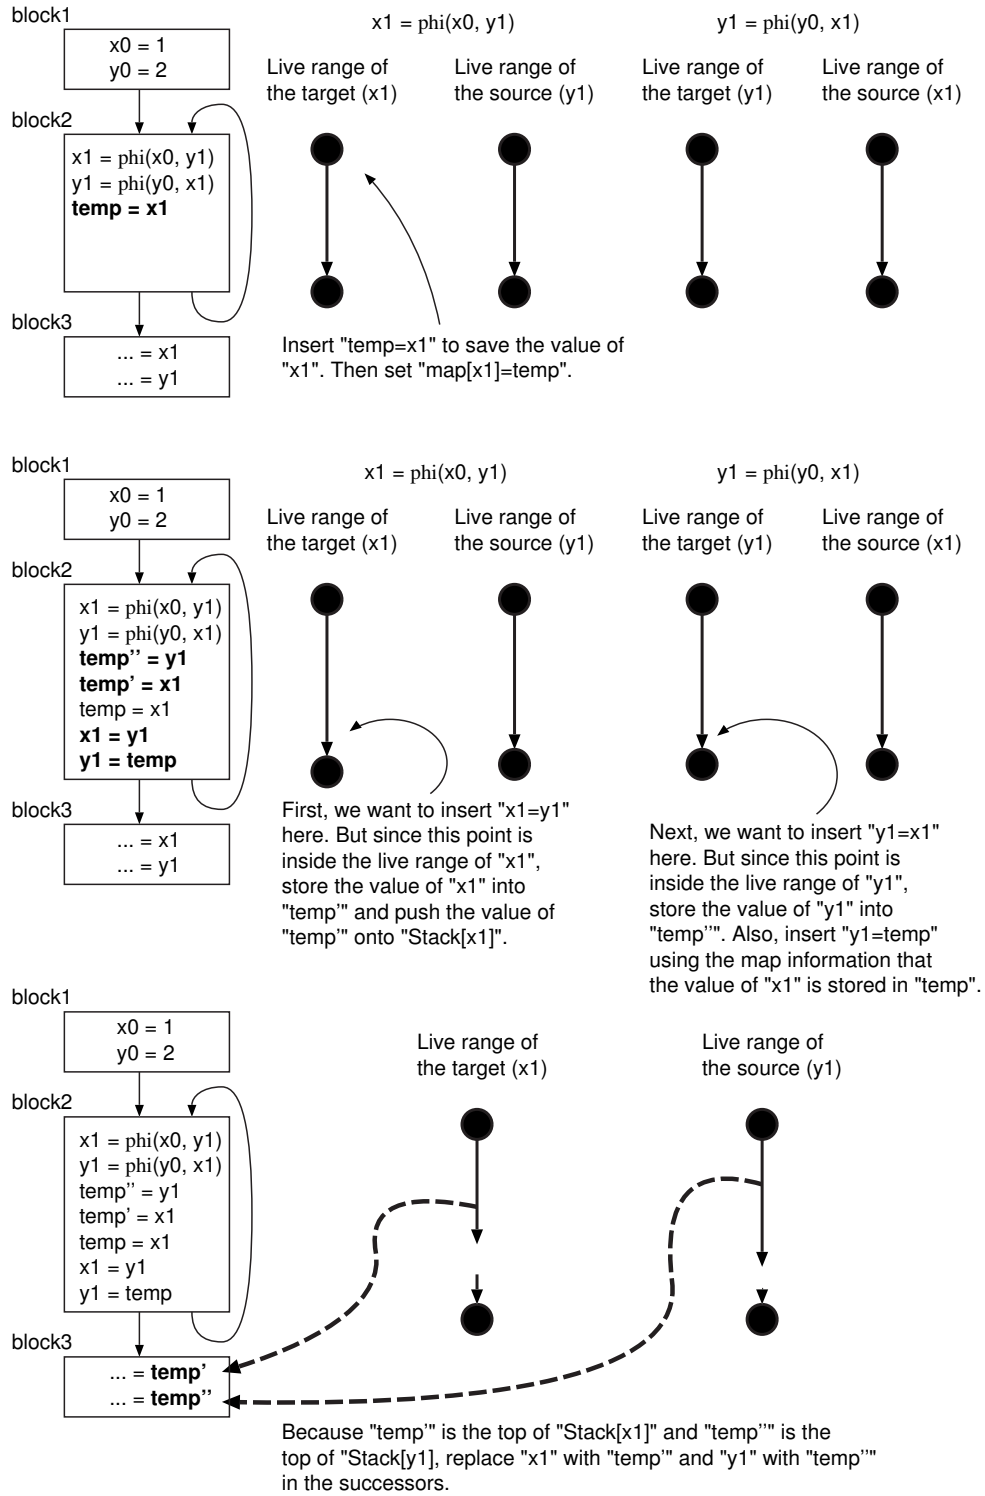 block1
x0 = 1
y0 = 2
block2
x1 = phi(x0, y1)
y1 = phi(y0, x1)
temp = x1
block3
... = x1
... = y1
x1 = phi(x0, y1)
Live range of
the target (x1)
Live range of
the source (y1)
y1 = phi(y0, x1)
Live range of
the target (y1)
Live range of
the source (x1)
Insert "temp=x1" to save the value of
"x1". Then set "map[x1]=temp".
block1
x0 = 1
y0 = 2
block2
x1 = phi(x0, y1)
y1 = phi(y0, x1)
temp'' = y1
temp' = x1
temp = x1
x1 = y1
y1 = temp
block3
... = x1
... = y1
x1 = phi(x0, y1)
Live range of
the target (x1)
Live range of
the source (y1)
y1 = phi(y0, x1)
Live range of
the target (y1)
Live range of
the source (x1)
First, we want to insert "x1=y1"
here. But since this point is
inside the live range of "x1",
store the value of "x1" into
"temp'" and push the value of
"temp'" onto "Stack[x1]".
Next, we want to insert "y1=x1"
here. But since this point is
inside the live range of "y1",
store the value of "y1" into
"temp''". Also, insert "y1=temp"
using the map information that
the value of "x1" is stored in "temp".
block1
x0 = 1
y0 = 2
block2
x1 = phi(x0, y1)
y1 = phi(y0, x1)
temp'' = y1
temp' = x1
temp = x1
x1 = y1
y1 = temp
block3
... = temp'
... = temp''
Live range of
the target (x1)
Live range of
the source (y1)
Because "temp'" is the top of "Stack[x1]" and "temp''" is the
top of "Stack[y1], replace "x1" with "temp'" and "y1" with "temp''"
in the successors.